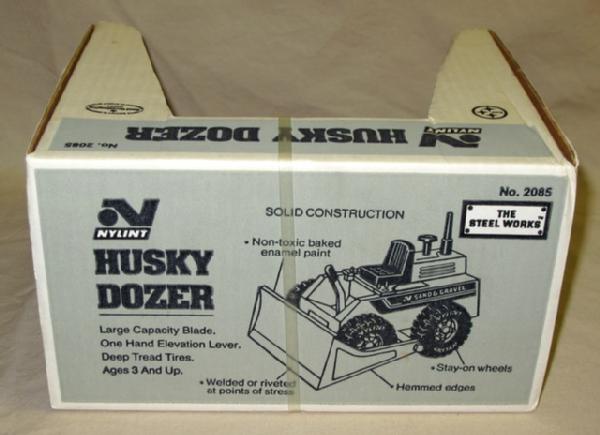 No. 2085 HUSKY DOZER NYLINT
No. 2085
THE
STEEL WORKS
NYLINT
HUSKY
DOZER
Large Capacity Blade.
One Hand Elevation Lever.
Deep Tread Tires.
Ages 3 And Up.
SOLID CONSTRUCTION
• Non-toxic baked
enamel paint
N SAND & GRAVEL
• Stay-on wheels
• Hemmed edges
• Welded or riveted
at points of stress